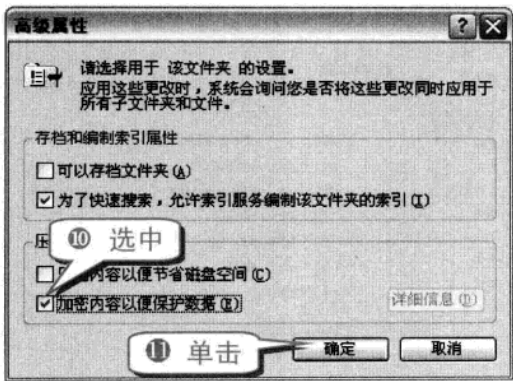 高级属性
请选择用于 该文件夹 的设置。
应用这些更改时，系统会询问您是否将这些更改同时应用于
所有子文件夹和文件。
存档和编制索引属性
可以存档文件夹(A)
为了快速搜索，允许索引服务编制该文件夹的索引(I)
压
⑩ 选中
内容以便节省磁盘空间(C)
加密内容以便保护数据(E)
详细信息(D)
⑪ 单击
确定
取消